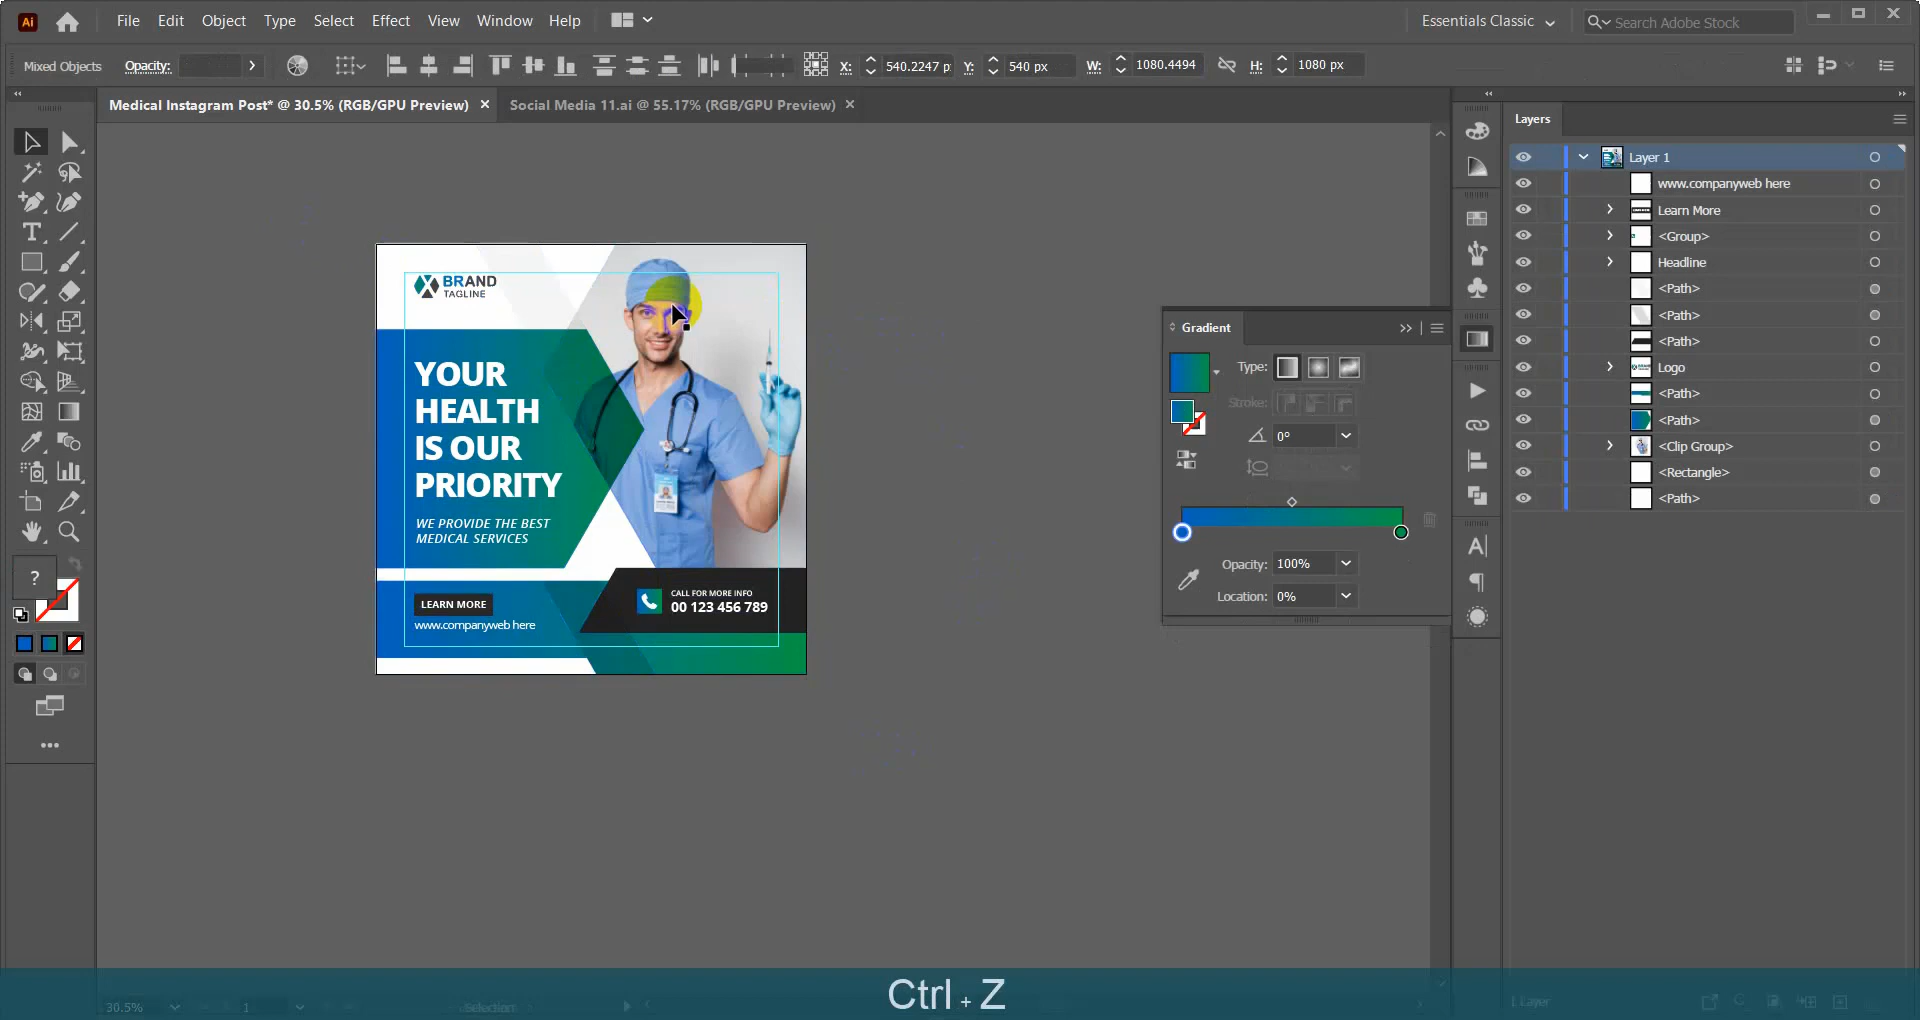 Ai File Edit Object Type Select Effect View Window Help Essentials Classic Search Adobe Stock
Mixed Objects Opacity: X: 540.2247 p Y: 540 px W: 1080.4494 H: 1080 px
Medical Instagram Post* @ 30.5% (RGB/GPU Preview) Social Media 11.ai @ 55.17% (RGB/GPU Preview)
BRAND
TAGLINE
YOUR
HEALTH
IS OUR
PRIORITY
WE PROVIDE THE BEST
MEDICAL SERVICES
LEARN MORE
www.companyweb here
CALL FOR MORE INFO
00 123 456 789
Gradient
Type:
Stroke:
0°
Opacity: 100%
Location: 0%
Layers
Layer 1
www.companyweb here
Learn More
<Group>
Headline
<Path>
<Path>
<Path>
Logo
<Path>
<Path>
<Clip Group>
<Rectangle>
<Path>
?
Ctrl + Z
30.5% 1 Selection 1 Layer